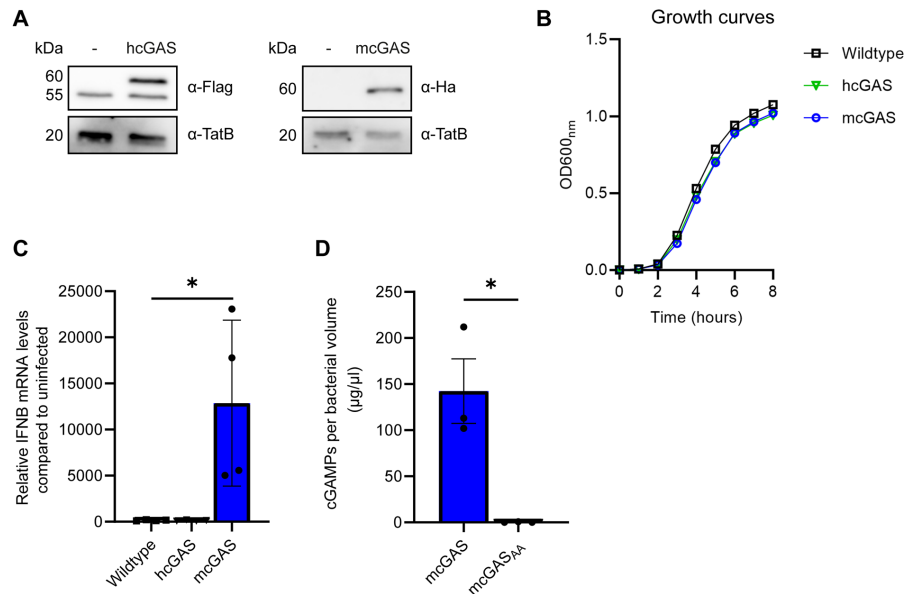 A
kDa - hcGAS
60
55
α-Flag
20
α-TatB
kDa - mcGAS
60
α-Ha
20
α-TatB
B
Growth curves
1.5
1.0
0.5
0.0
OD600nm
0 2 4 6 8
Time (hours)
Wildtype
hcGAS
mcGAS
C
Relative IFNB mRNA levels
compared to uninfected
25000
20000
15000
10000
5000
0
*
Wildtype
hcGAS
mcGAS
D
cGAMPs per bacterial volume
(µg/µl)
250
200
150
100
50
0
*
mcGAS
mcGASAA